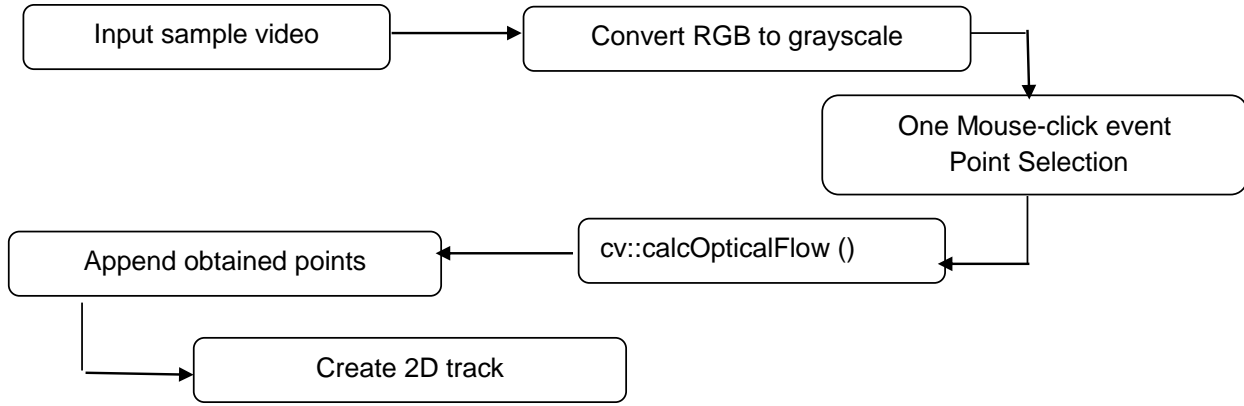 Input sample video
Convert RGB to grayscale
One Mouse-click event
Point Selection
cv::calcOpticalFlow ()
Append obtained points
Create 2D track